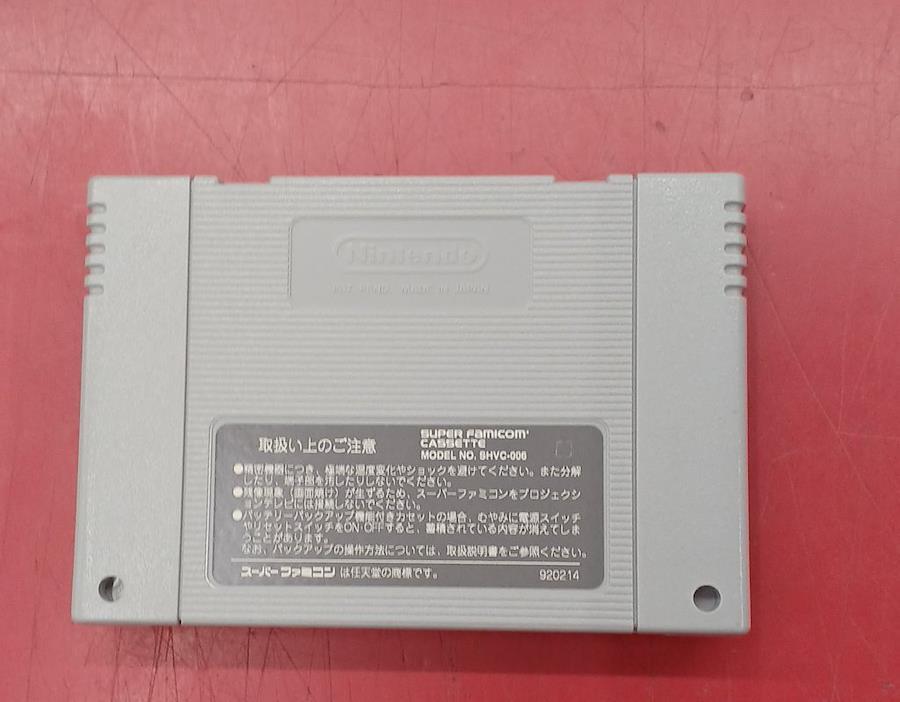 Nintendo
PAT. PEND. MADE IN JAPAN
取扱い上のご注意
SUPER FAMICOM
CASSETTE
MODEL NO. SHVC-006
●精密機器につき、極端な温度変化やショックを避けてください。また分解
したり、端子部を汚したりしないでください。
●残像現象(画面焼け)が生ずるため、スーパーファミコンをプロジェクシ
ョンテレビには接続しないでください。
●バッテリーバックアップ機能付きカセットの場合、むやみに電源スイッチ
やリセットスイッチをON/OFFすると、蓄積されている内容が消えてしま
うことがあります。
なお、バックアップの操作方法については、取扱説明書をご参照ください。
スーパーファミコンは任天堂の商標です。
920214